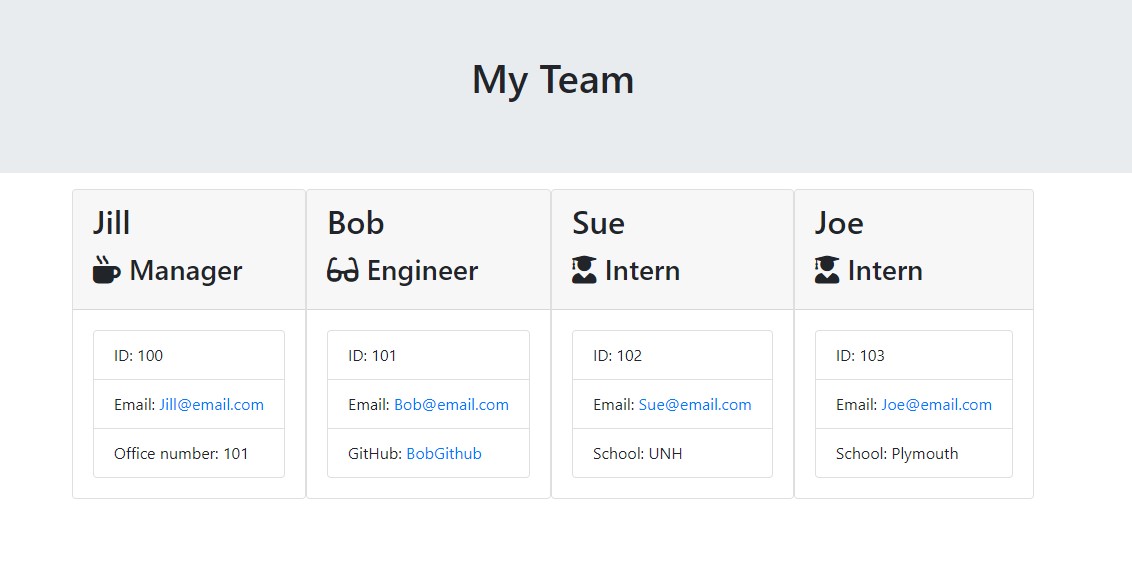 My Team
Jill
Manager
ID: 100
Email: Jill@email.com
Office number: 101
Bob
Engineer
ID: 101
Email: Bob@email.com
GitHub: BobGithub
Sue
Intern
ID: 102
Email: Sue@email.com
School: UNH
Joe
Intern
ID: 103
Email: Joe@email.com
School: Plymouth